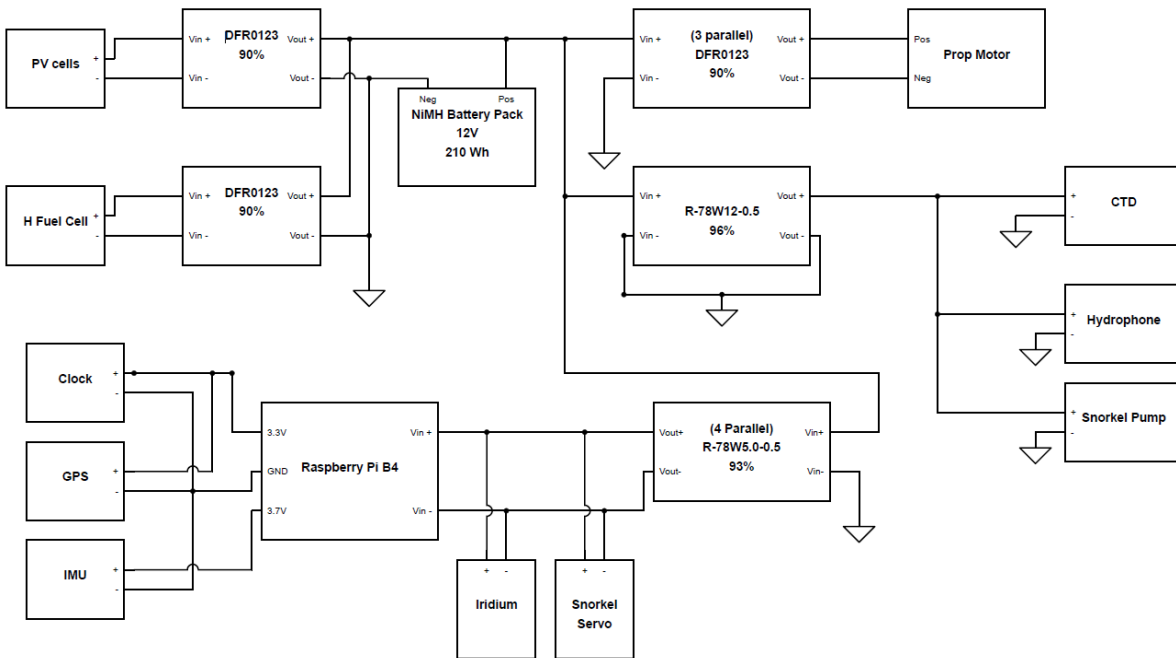 PV cells
+
-
Vin +
Vin -
DFR0123
90%
Vout +
Vout -
Neg
Pos
NiMH Battery Pack
12V
210 Wh
Vin +
Vin -
(3 parallel)
DFR0123
90%
Vout +
Vout -
Pos
Neg
Prop Motor
H Fuel Cell
+
-
Vin +
Vin -
DFR0123
90%
Vout +
Vout -
Vin +
Vin -
R-78W12-0.5
96%
Vout +
Vout -
+
-
CTD
+
-
Hydrophone
+
-
Snorkel Pump
Clock
+
-
GPS
+
-
IMU
+
-
3.3V
GND
3.7V
Raspberry Pi B4
Vin +
Vin -
Vout+
Vout-
(4 Parallel)
R-78W5.0-0.5
93%
Vin+
Vin-
+ -
Iridium
+ -
Snorkel
Servo